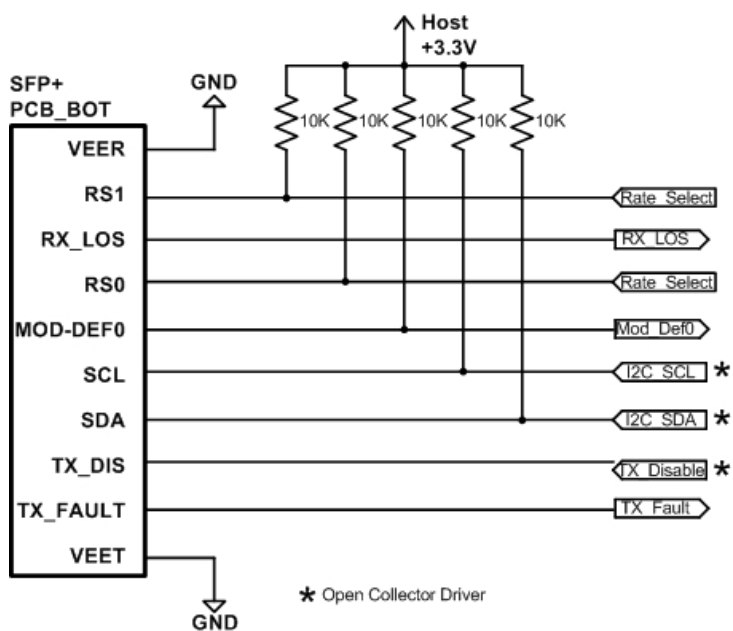 Host
+3.3V
SFP+
PCB_BOT
GND
10K 10K 10K 10K 10K
VEER
RS1 Rate_Select
RX_LOS RX_LOS
RS0 Rate_Select
MOD-DEF0 Mod_Def0
SCL I2C_SCL *
SDA I2C_SDA *
TX_DIS TX_Disable *
TX_FAULT TX_Fault
VEET
* Open Collector Driver
GND